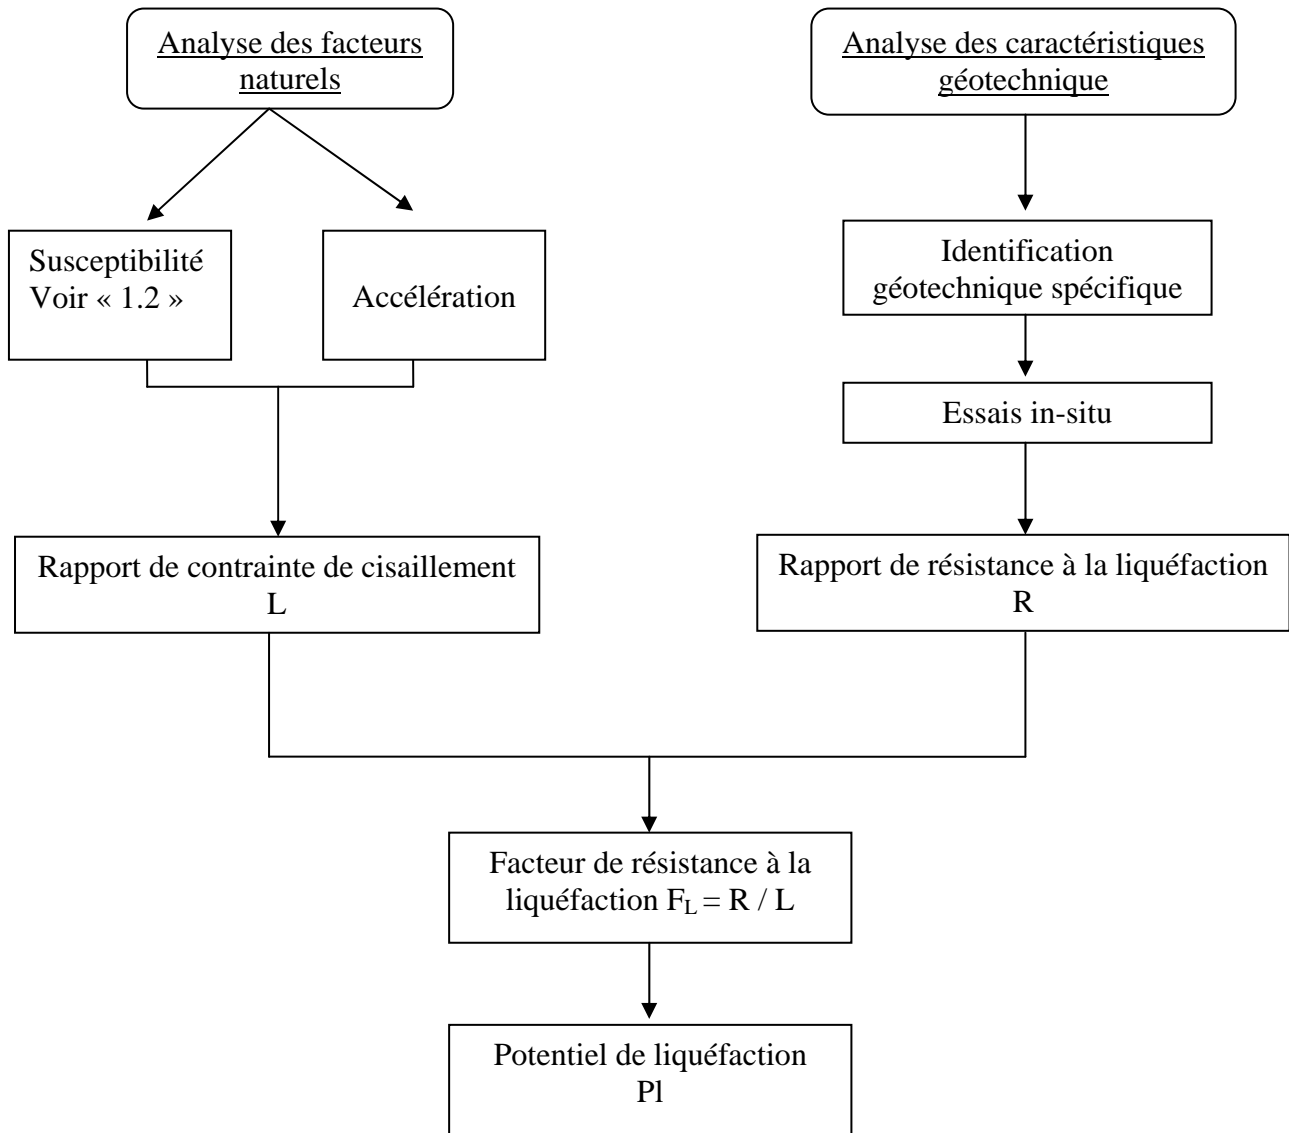 Analyse des facteurs
naturels
Analyse des caractéristiques
géotechnique
Susceptibilité
Voir « 1.2 »
Accélération
Identification
géotechnique spécifique
Essais in-situ
Rapport de contrainte de cisaillement
L
Rapport de résistance à la liquéfaction
R
Facteur de résistance à la
liquéfaction F_L = R / L
Potentiel de liquéfaction
Pl